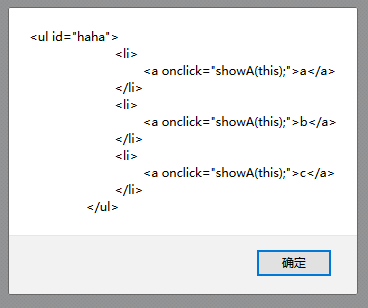 <ul id="haha">
<li>
<a onclick="showA(this);">a</a>
</li>
<li>
<a onclick="showA(this);">b</a>
</li>
<li>
<a onclick="showA(this);">c</a>
</li>
</ul>
确定